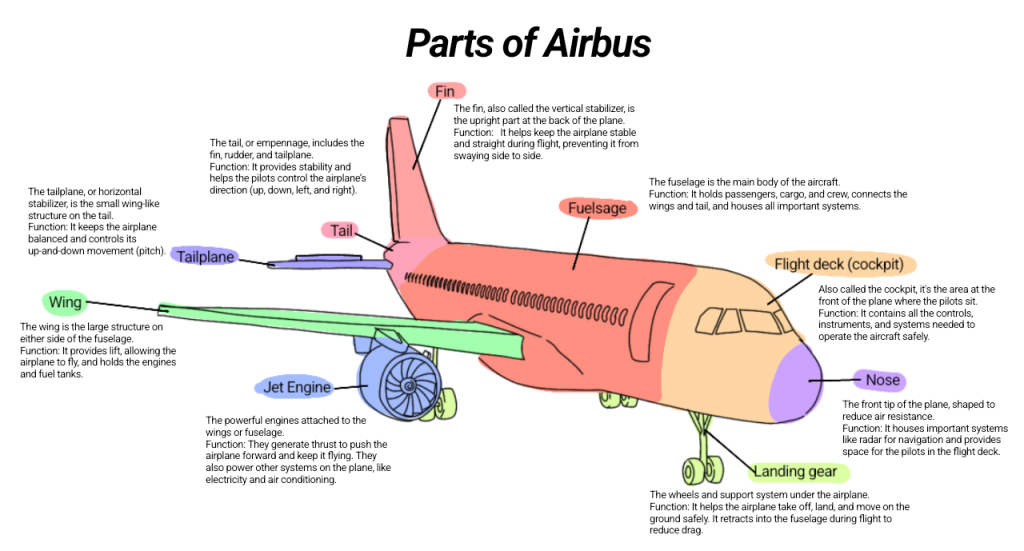 Parts of Airbus
Fin
The fin, also called the vertical stabilizer, is
the upright part at the back of the plane.
Function: It helps keep the airplane stable
and straight during flight, preventing it from
swaying side to side.
The tail, or empennage, includes the
fin, rudder, and tailplane.
Function: It provides stability and
helps the pilots control the airplane's
direction (up, down, left, and right).
Tail
The tailplane, or horizontal
stabilizer, is the small wing-like
structure on the tail.
Function: It keeps the airplane
balanced and controls its
up-and-down movement (pitch).
Tailplane
The fuselage is the main body of the aircraft.
Function: It holds passengers, cargo, and crew, connects the
wings and tail, and houses all important systems.
Fuelsage
Flight deck (cockpit)
Also called the cockpit, it's the area at the
front of the plane where the pilots sit.
Function: It contains all the controls,
instruments, and systems needed to
operate the aircraft safely.
Wing
The wing is the large structure on
either side of the fuselage.
Function: It provides lift, allowing the
airplane to fly, and holds the engines
and fuel tanks.
Jet Engine
The powerful engines attached to the
wings or fuselage.
Function: They generate thrust to push the
airplane forward and keep it flying. They
also power other systems on the plane, like
electricity and air conditioning.
Nose
The front tip of the plane, shaped to
reduce air resistance.
Function: It houses important systems
like radar for navigation and provides
space for the pilots in the flight deck.
Landing gear
The wheels and support system under the airplane.
Function: It helps the airplane take off, land, and move on the
ground safely. It retracts into the fuselage during flight to
reduce drag.